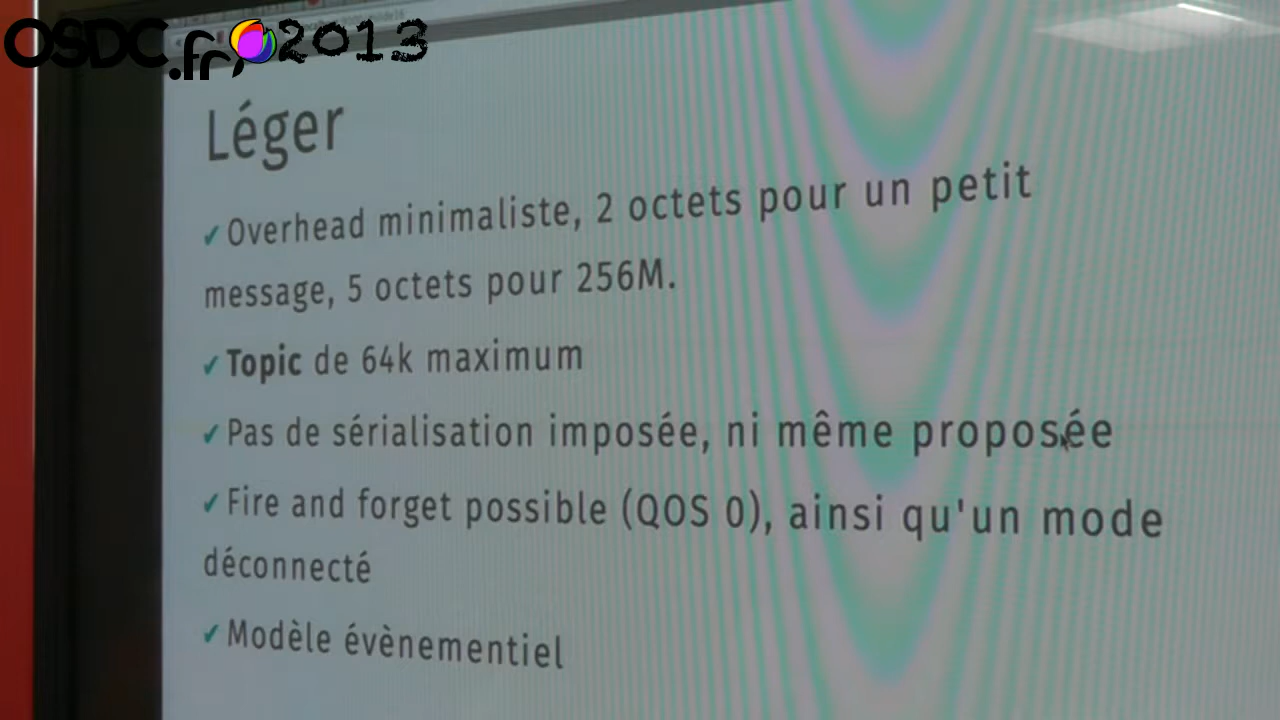 OSDC.fr 2013
Léger
✓ Overhead minimaliste, 2 octets pour un petit
message, 5 octets pour 256M.
✓ Topic de 64k maximum
✓ Pas de sérialisation imposée, ni même proposée
✓ Fire and forget possible (QOS 0), ainsi qu'un mode
déconnecté
✓ Modèle évènementiel